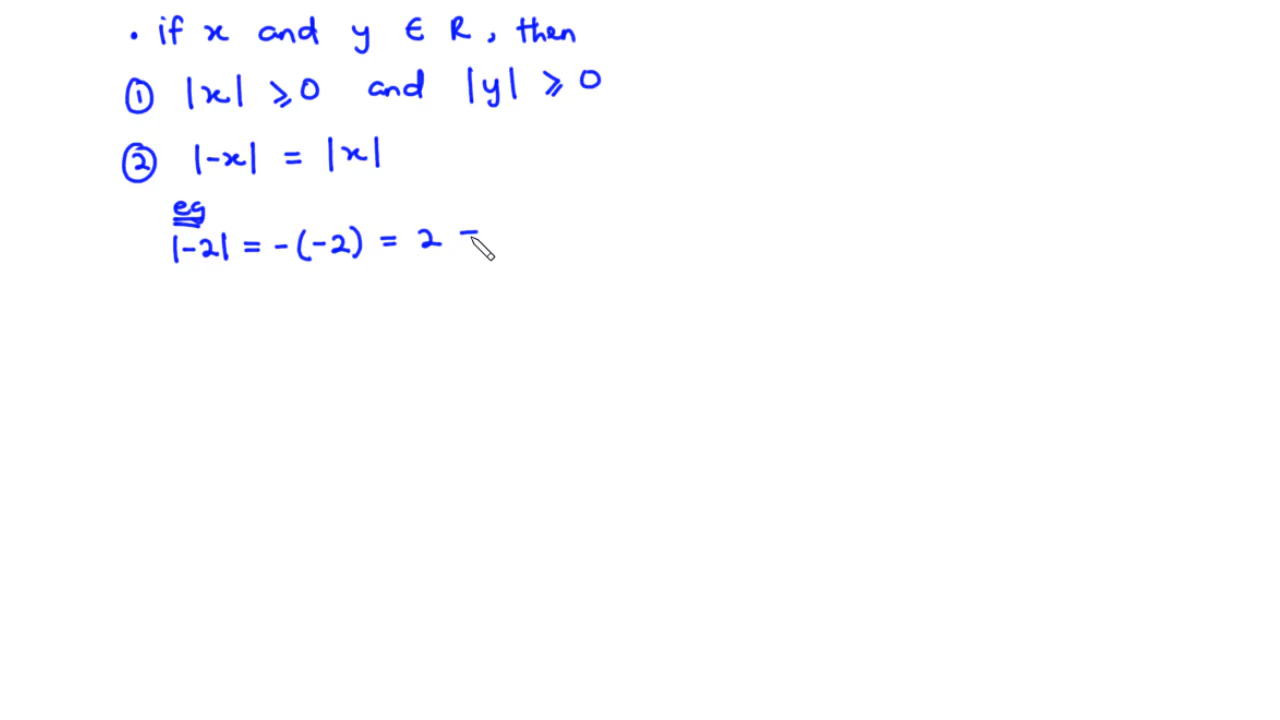 • if x and y ∈ R, then
① |x| ⩾ 0 and |y| ⩾ 0
② |-x| = |x|
eg
|-2| = -(-2) = 2 -